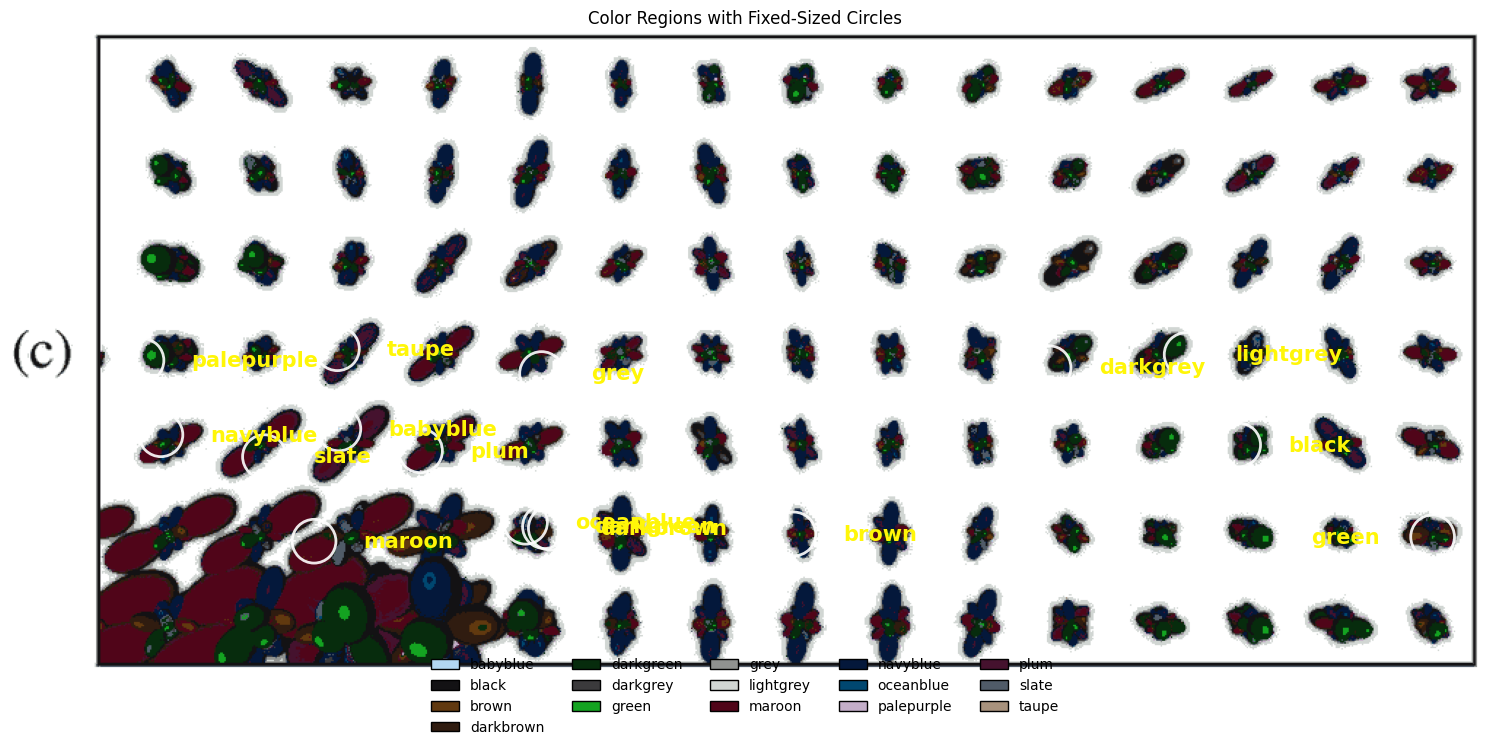 Color Regions with Fixed-Sized Circles
(c)
palepurple
taupe
grey
darkgrey
lightgrey
navyblue
slate
babyblue
plum
black
maroon
oceanblue
darkbrown
brown
green
babyblue
black
brown
darkbrown
darkgreen
darkgrey
green
grey
lightgrey
maroon
navyblue
oceanblue
palepurple
plum
slate
taupe